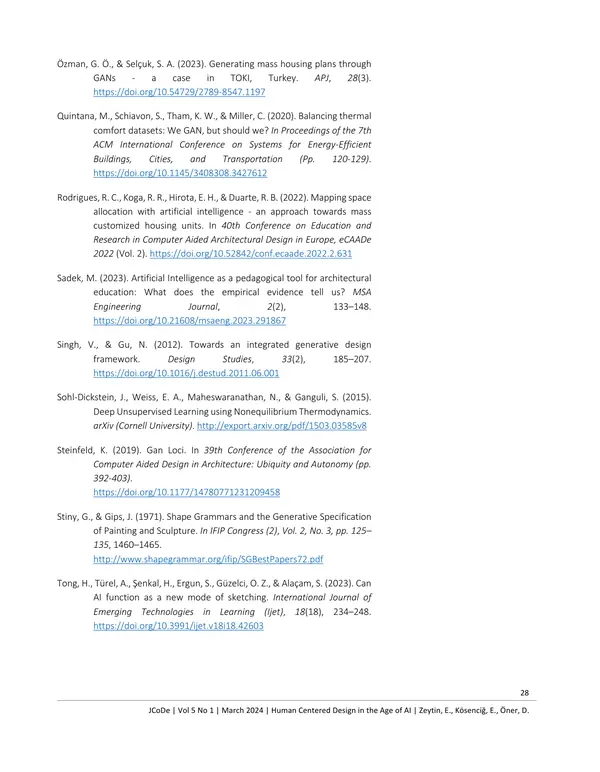 Özman, G. Ö., & Selçuk, S. A. (2023). Generating mass housing plans through
GANs - a case in TOKI, Turkey. APJ, 28(3).
https://doi.org/10.54729/2789-8547.1197
Quintana, M., Schiavon, S., Tham, K. W., & Miller, C. (2020). Balancing thermal
comfort datasets: We GAN, but should we? In Proceedings of the 7th
ACM International Conference on Systems for Energy-Efficient
Buildings, Cities, and Transportation (Pp. 120-129).
https://doi.org/10.1145/3408308.3427612
Rodrigues, R. C., Koga, R. R., Hirota, E. H., & Duarte, R. B. (2022). Mapping space
allocation with artificial intelligence - an approach towards mass
customized housing units. In 40th Conference on Education and
Research in Computer Aided Architectural Design in Europe, eCAADe
2022 (Vol. 2). https://doi.org/10.52842/conf.ecaade.2022.2.631
Sadek, M. (2023). Artificial Intelligence as a pedagogical tool for architectural
education: What does the empirical evidence tell us? MSA
Engineering Journal, 2(2), 133–148.
https://doi.org/10.21608/msaeng.2023.291867
Singh, V., & Gu, N. (2012). Towards an integrated generative design
framework. Design Studies, 33(2), 185–207.
https://doi.org/10.1016/j.destud.2011.06.001
Sohl-Dickstein, J., Weiss, E. A., Maheswaranathan, N., & Ganguli, S. (2015).
Deep Unsupervised Learning using Nonequilibrium Thermodynamics.
arXiv (Cornell University). http://export.arxiv.org/pdf/1503.03585v8
Steinfeld, K. (2019). Gan Loci. In 39th Conference of the Association for
Computer Aided Design in Architecture: Ubiquity and Autonomy (pp.
392-403).
https://doi.org/10.1177/14780771231209458
Stiny, G., & Gips, J. (1971). Shape Grammars and the Generative Specification
of Painting and Sculpture. In IFIP Congress (2), Vol. 2, No. 3, pp. 125–
135, 1460–1465.
http://www.shapegrammar.org/ifip/SGBestPapers72.pdf
Tong, H., Türel, A., Şenkal, H., Ergun, S., Güzelci, O. Z., & Alaçam, S. (2023). Can
AI function as a new mode of sketching. International Journal of
Emerging Technologies in Learning (Ijet), 18(18), 234–248.
https://doi.org/10.3991/ijet.v18i18.42603
28
JCoDe | Vol 5 No 1 | March 2024 | Human Centered Design in the Age of AI | Zeytin, E., Kösenciğ, E., Öner, D.